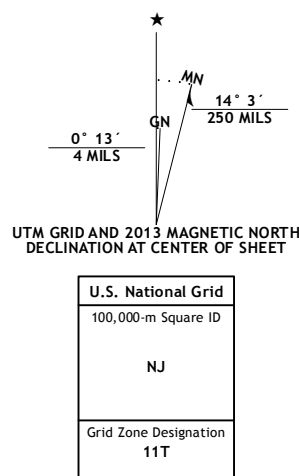 ★
MN
GN
14° 3´
250 MILS
0° 13´
4 MILS
UTM GRID AND 2013 MAGNETIC NORTH
DECLINATION AT CENTER OF SHEET
U.S. National Grid
100,000-m Square ID
NJ
Grid Zone Designation
11T